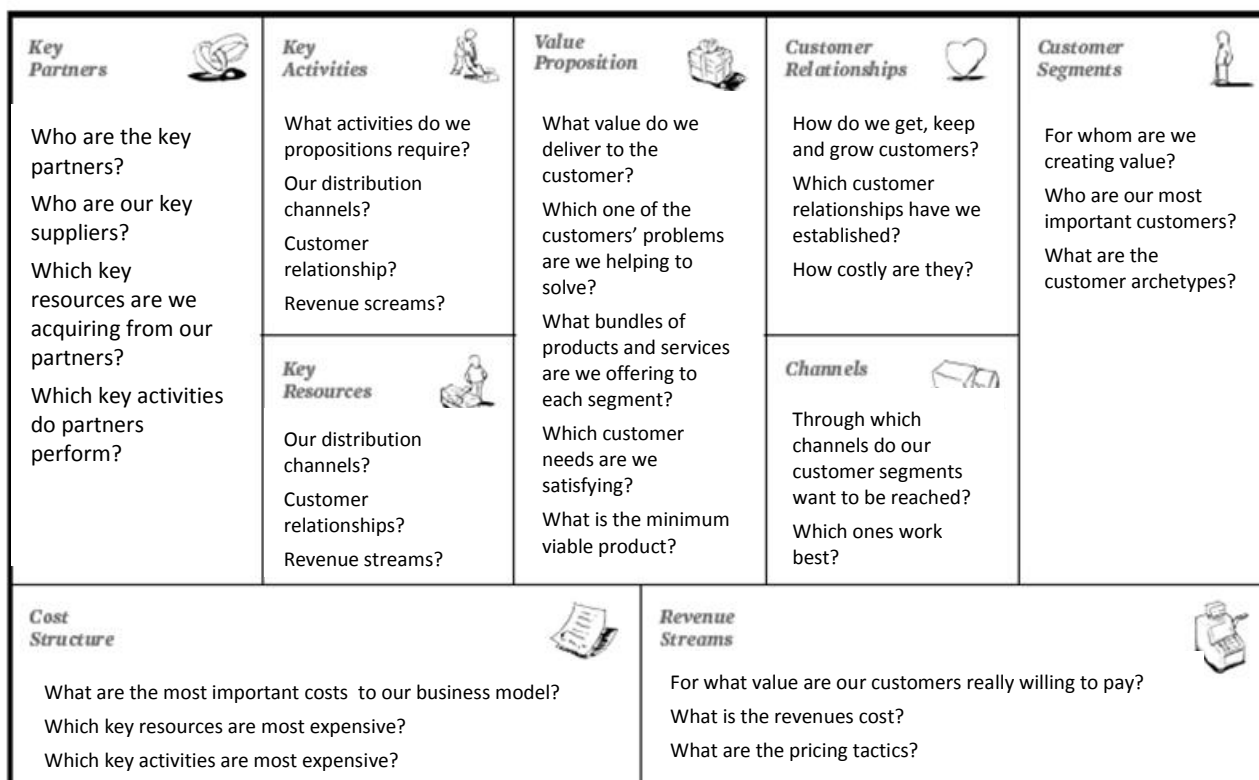 Key
Partners
Who are the key
partners?
Who are our key
suppliers?
Which key
resources are we
acquiring from our
partners?
Which key activities
do partners
perform?
Key
Activities
What activities do we
propositions require?
Our distribution
channels?
Customer
relationship?
Revenue screams?
Key
Resources
Our distribution
channels?
Customer
relationships?
Revenue streams?
Value
Proposition
What value do we
deliver to the
customer?
Which one of the
customers’ problems
are we helping to
solve?
What bundles of
products and services
are we offering to
each segment?
Which customer
needs are we
satisfying?
What is the minimum
viable product?
Customer
Relationships
How do we get, keep
and grow customers?
Which customer
relationships have we
established?
How costly are they?
Channels
Through which
channels do our
customer segments
want to be reached?
Which ones work
best?
Customer
Segments
For whom are we
creating value?
Who are our most
important customers?
What are the
customer archetypes?
Cost
Structure
What are the most important costs to our business model?
Which key resources are most expensive?
Which key activities are most expensive?
Revenue
Streams
For what value are our customers really willing to pay?
What is the revenues cost?
What are the pricing tactics?